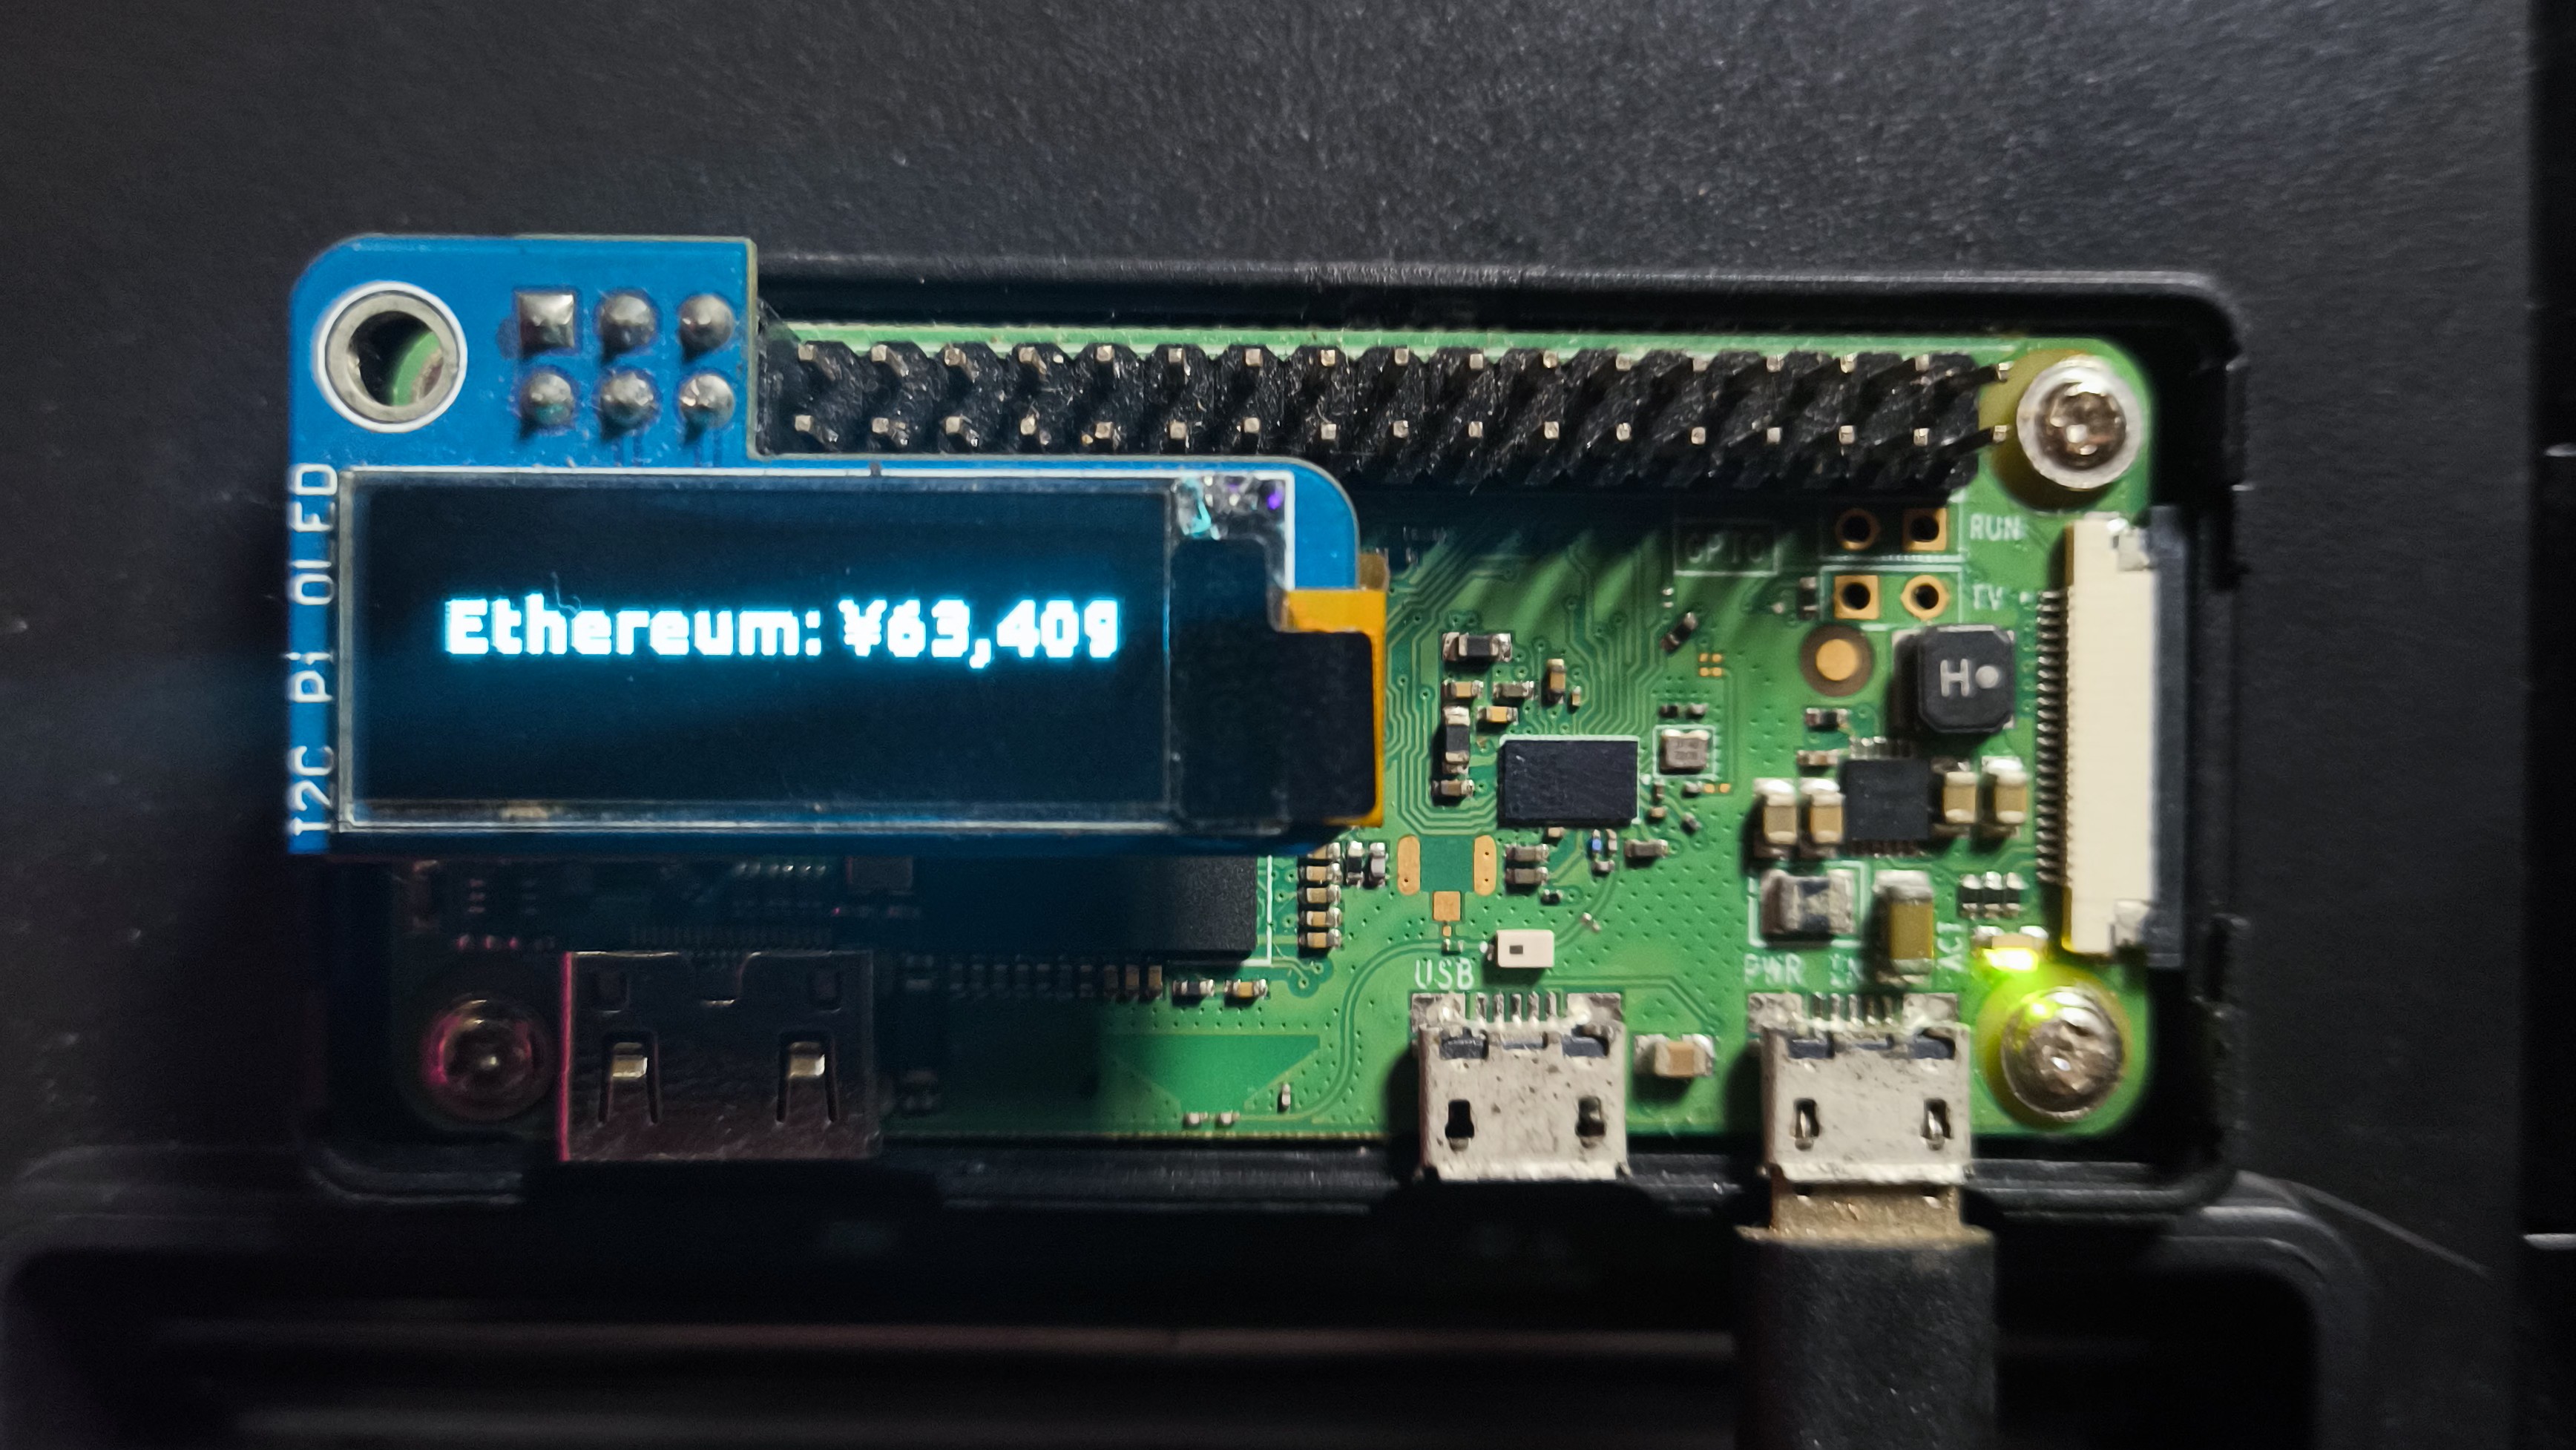 Ethereum: ¥63,409
I2C Pi OLED
GPIO
RUN
TV
H
USB
PWR IN
ACT